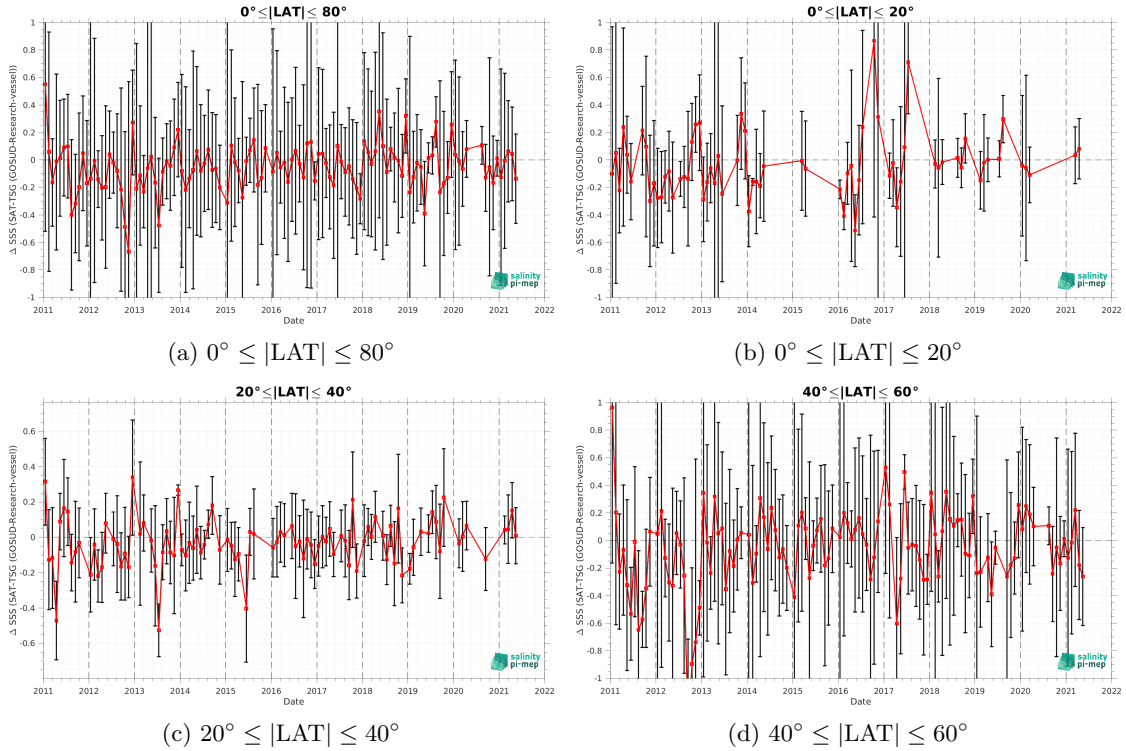 0°≤|LAT|≤ 80°
Δ SSS (SAT-TSG (GOSUD-Research-vessel))
1
0.8
0.6
0.4
0.2
0
-0.2
-0.4
-0.6
-0.8
-1
salinity
pi-mep
2011 2012 2013 2014 2015 2016 2017 2018 2019 2020 2021 2022
Date
(a) 0° ≤ |LAT| ≤ 80°
0°≤|LAT|≤ 20°
Δ SSS (SAT-TSG (GOSUD-Research-vessel))
1
0.8
0.6
0.4
0.2
0
-0.2
-0.4
-0.6
-0.8
-1
salinity
pi-mep
2011 2012 2013 2014 2015 2016 2017 2018 2019 2020 2021 2022
Date
(b) 0° ≤ |LAT| ≤ 20°
20°≤|LAT|≤ 40°
Δ SSS (SAT-TSG (GOSUD-Research-vessel))
0.6
0.4
0.2
0
-0.2
-0.4
-0.6
salinity
pi-mep
2011 2012 2013 2014 2015 2016 2017 2018 2019 2020 2021 2022
Date
(c) 20° ≤ |LAT| ≤ 40°
40°≤|LAT|≤ 60°
Δ SSS (SAT-TSG (GOSUD-Research-vessel))
1
0.8
0.6
0.4
0.2
0
-0.2
-0.4
-0.6
-0.8
-1
salinity
pi-mep
2011 2012 2013 2014 2015 2016 2017 2018 2019 2020 2021 2022
Date
(d) 40° ≤ |LAT| ≤ 60°